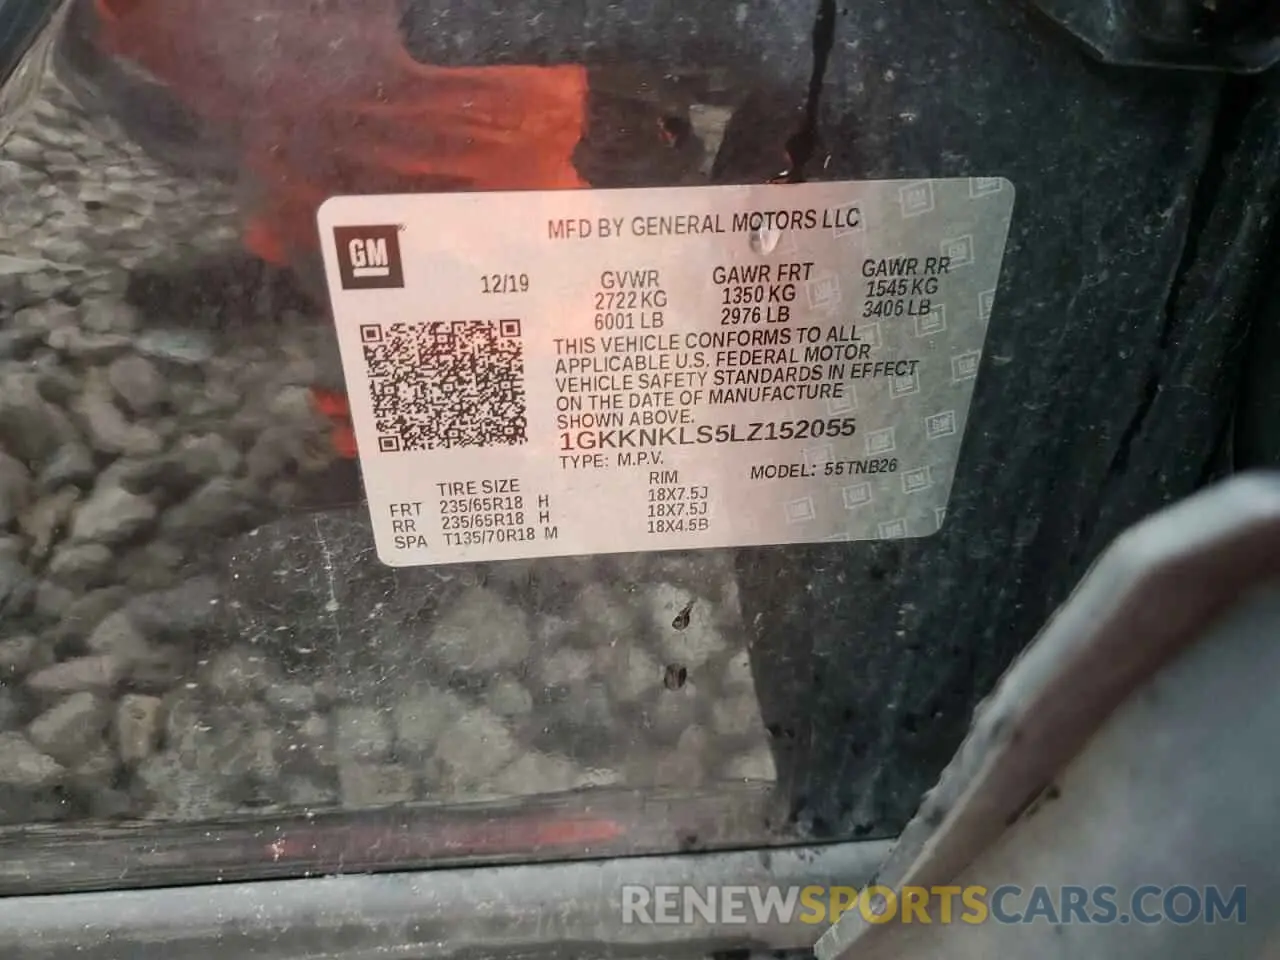 GM
MFD BY GENERAL MOTORS LLC
12/19
GVWR
2722 KG
6001 LB
GAWR FRT
1350 KG
2976 LB
GAWR RR
1545 KG
3406 LB
THIS VEHICLE CONFORMS TO ALL
APPLICABLE U.S. FEDERAL MOTOR
VEHICLE SAFETY STANDARDS IN EFFECT
ON THE DATE OF MANUFACTURE
SHOWN ABOVE.
1GKKNKLS5LZ152055
TYPE: M.P.V.
MODEL: 55TNB26
TIRE SIZE RIM
FRT 235/65R18 H 18X7.5J
RR 235/65R18 H 18X7.5J
SPA T135/70R18 M 18X4.5B
RENEWSPORTSCARS.COM